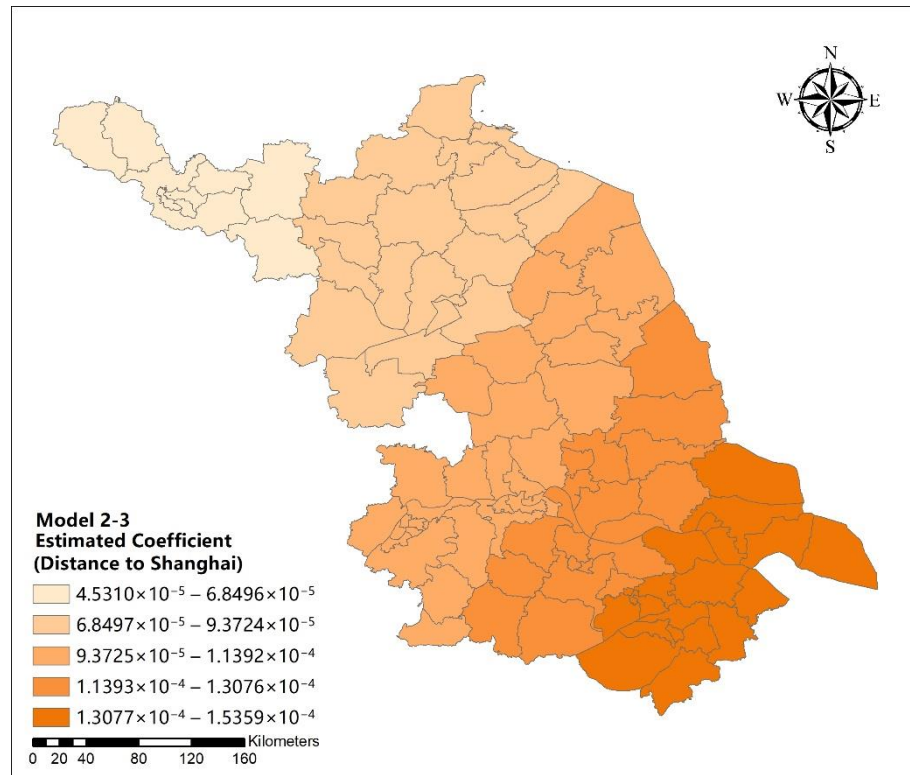 N
W E
S
Model 2-3
Estimated Coefficient
(Distance to Shanghai)
4.5310×10⁻⁵ – 6.8496×10⁻⁵
6.8497×10⁻⁵ – 9.3724×10⁻⁵
9.3725×10⁻⁵ – 1.1392×10⁻⁴
1.1393×10⁻⁴ – 1.3076×10⁻⁴
1.3077×10⁻⁴ – 1.5359×10⁻⁴
Kilometers
0 20 40 80 120 160